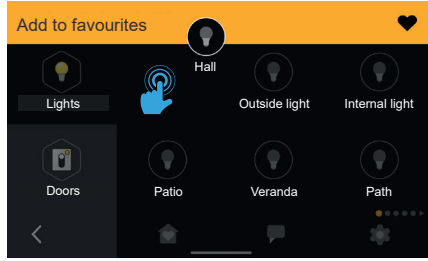 Add to favourites
Hall
Lights
Outside light
Internal light
Doors
Patio
Veranda
Path